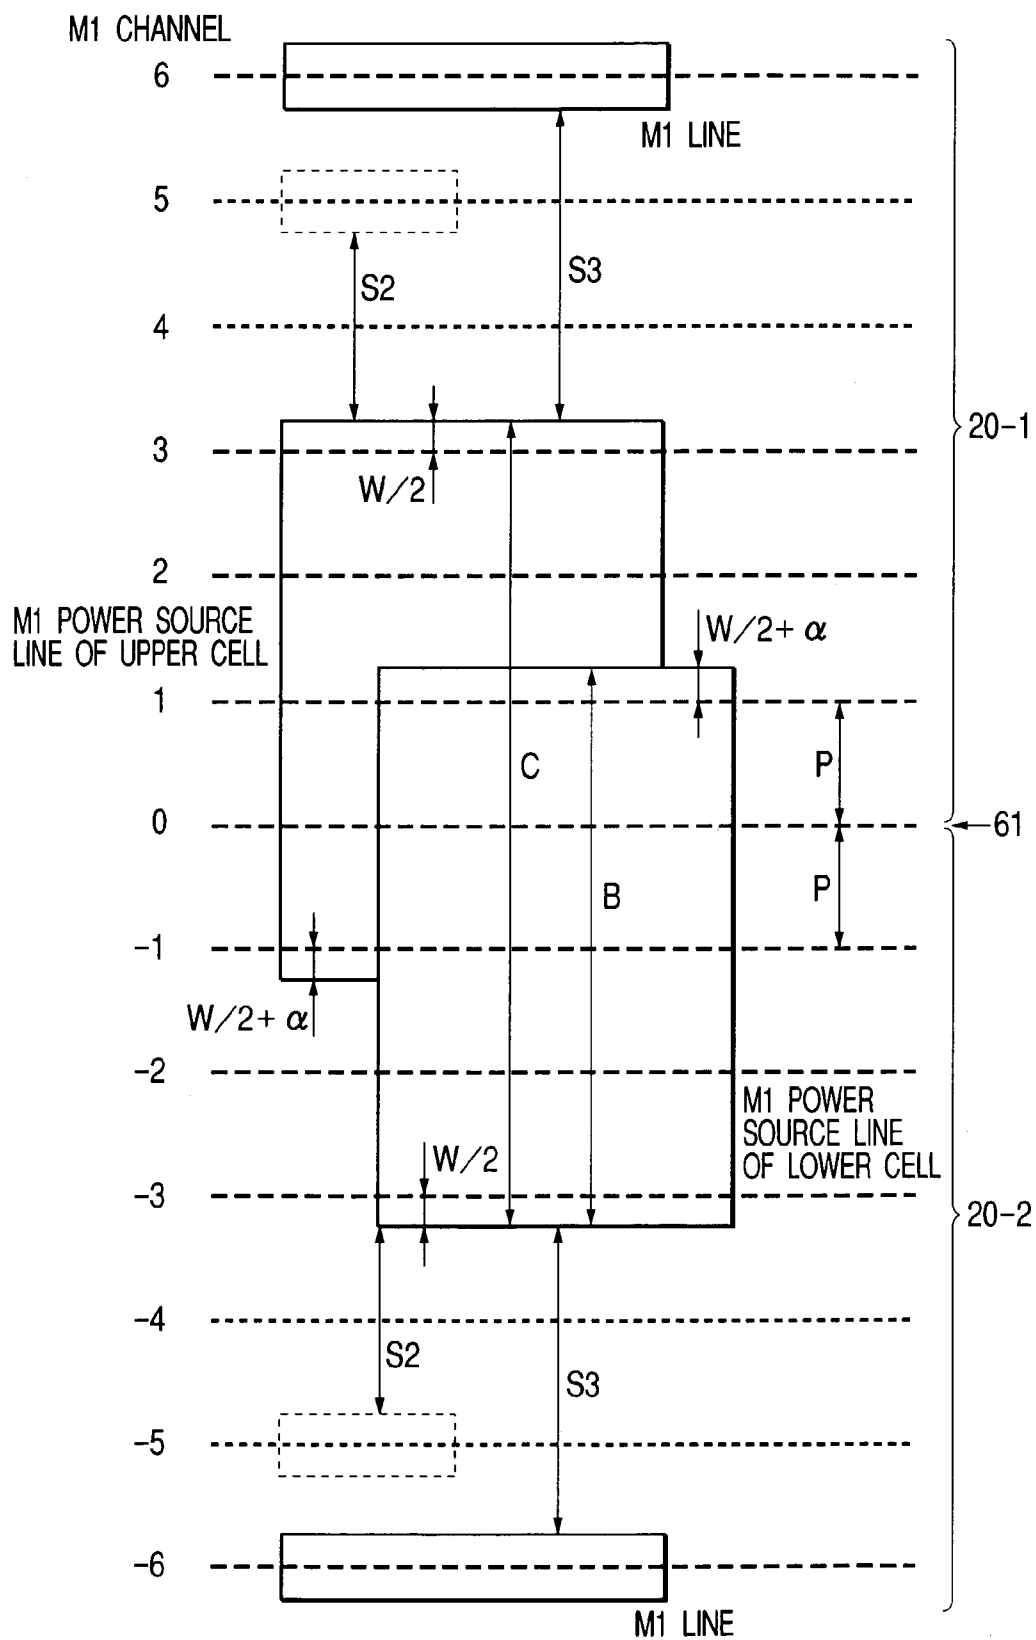 M1 CHANNEL
6
M1 LINE
5
S2
S3
4
20-1
3
W/2
2
M1 POWER SOURCE
LINE OF UPPER CELL
W/2+ α
1
C
P
0
61
B
P
-1
W/2+ α
-2
M1 POWER
SOURCE LINE
OF LOWER CELL
W/2
-3
20-2
-4
S2
S3
-5
-6
M1 LINE